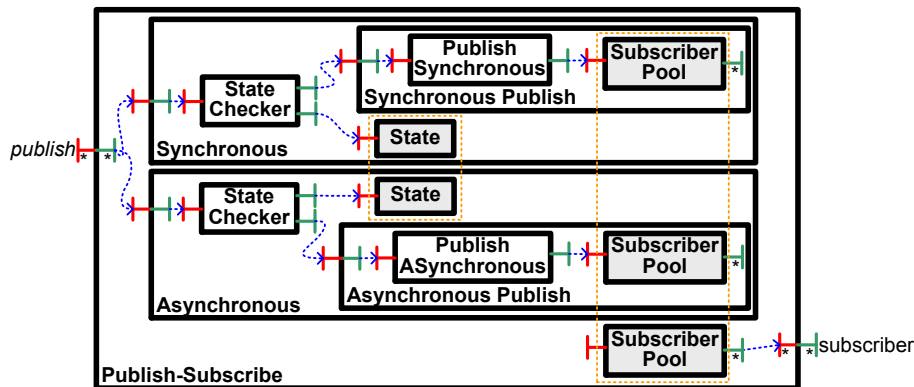 Publish
Synchronous
Subscriber
Pool
*
State
Checker
Synchronous Publish
State
Synchronous
publish
*
*
State
Checker
State
Publish
ASynchronous
Subscriber
Pool
*
Asynchronous Publish
Asynchronous
Subscriber
Pool
*
*
*
subscriber
Publish-Subscribe